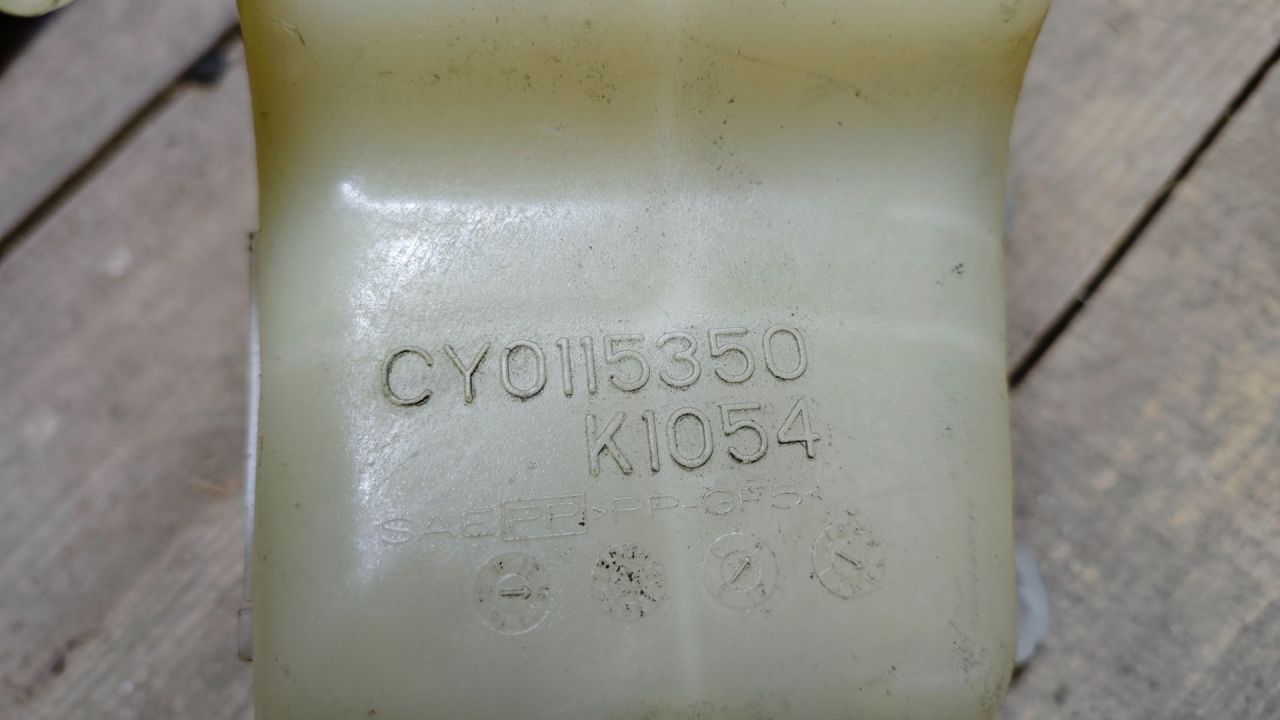 CY0115350
K1054
SAE PP >PP-GF5<